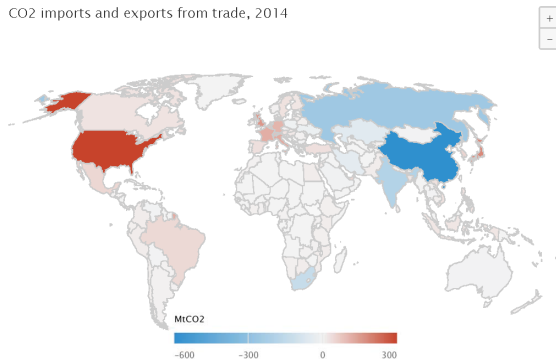 CO2 imports and exports from trade, 2014
+
−
MtCO2
-600 -300 0 300